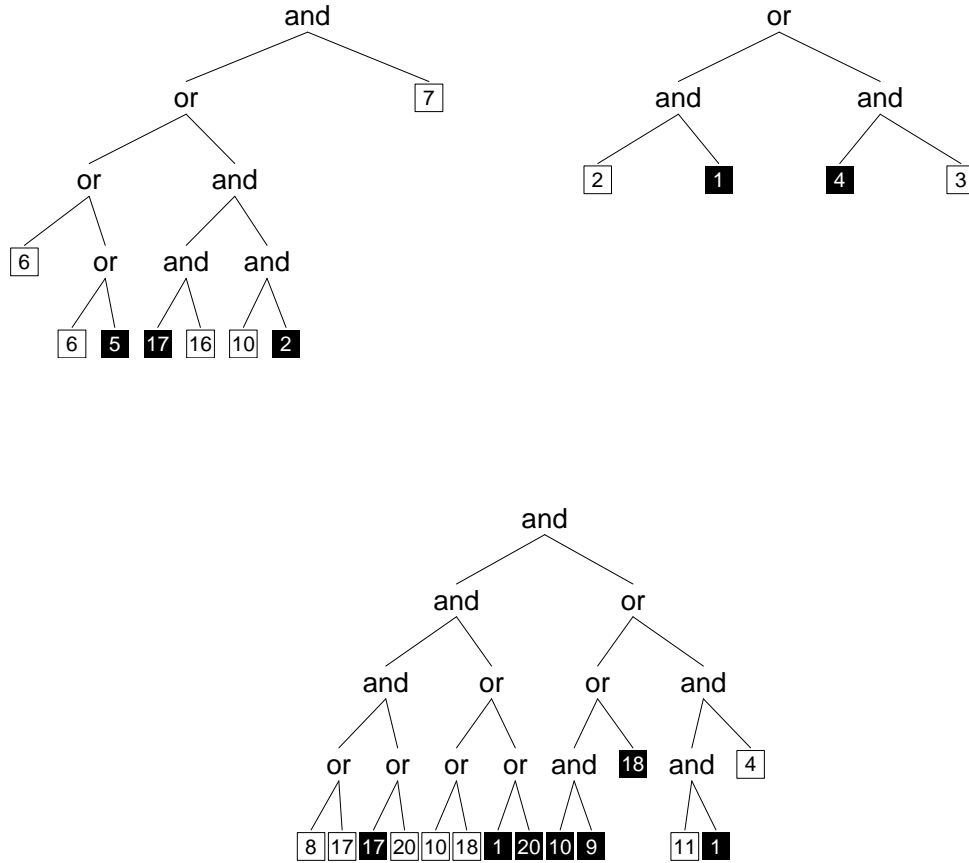 and or
or 7 and and
or and 2 1 4 3
6 or and and
6 5 17 16 10 2
and
and or
and or or and
or or or or and 18 and 4
8 17 17 20 10 18 1 20 10 9 11 1